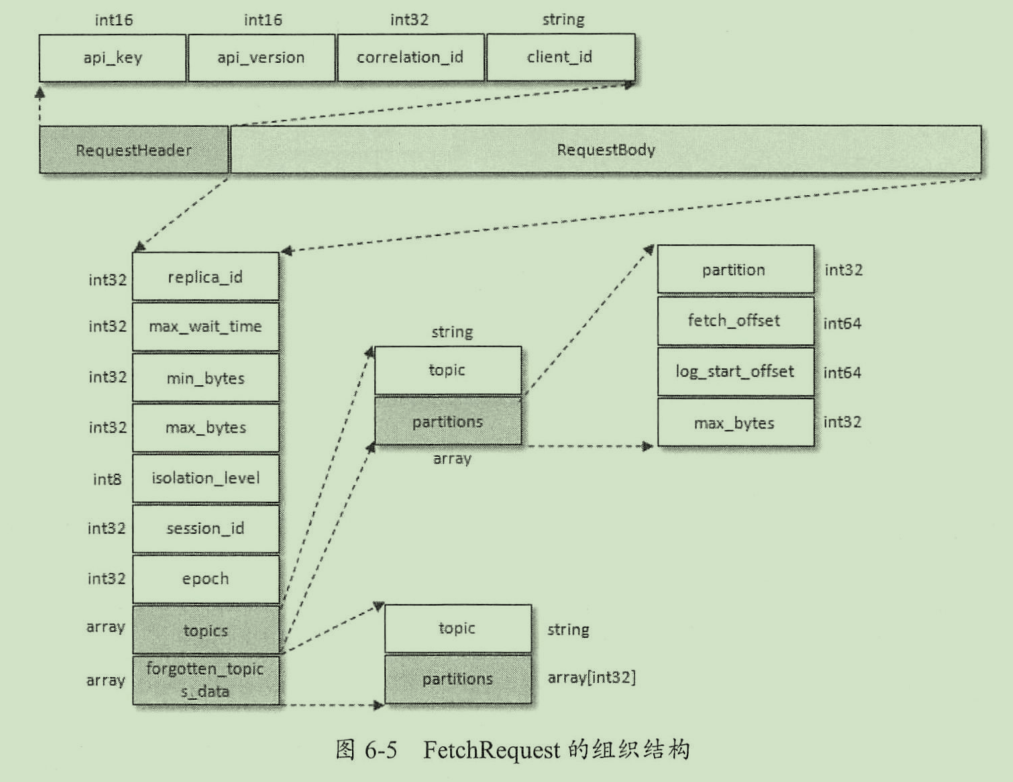 int16 int16 int32 string
api_key api_version correlation_id client_id
RequestHeader RequestBody
int32 replica_id
int32 max_wait_time
int32 min_bytes
int32 max_bytes
int8 isolation_level
int32 session_id
int32 epoch
array topics
array forgotten_topic
s_data
string
topic
partitions
array
partition int32
fetch_offset int64
log_start_offset int64
max_bytes int32
topic string
partitions array[int32]
图 6-5 FetchRequest 的组织结构